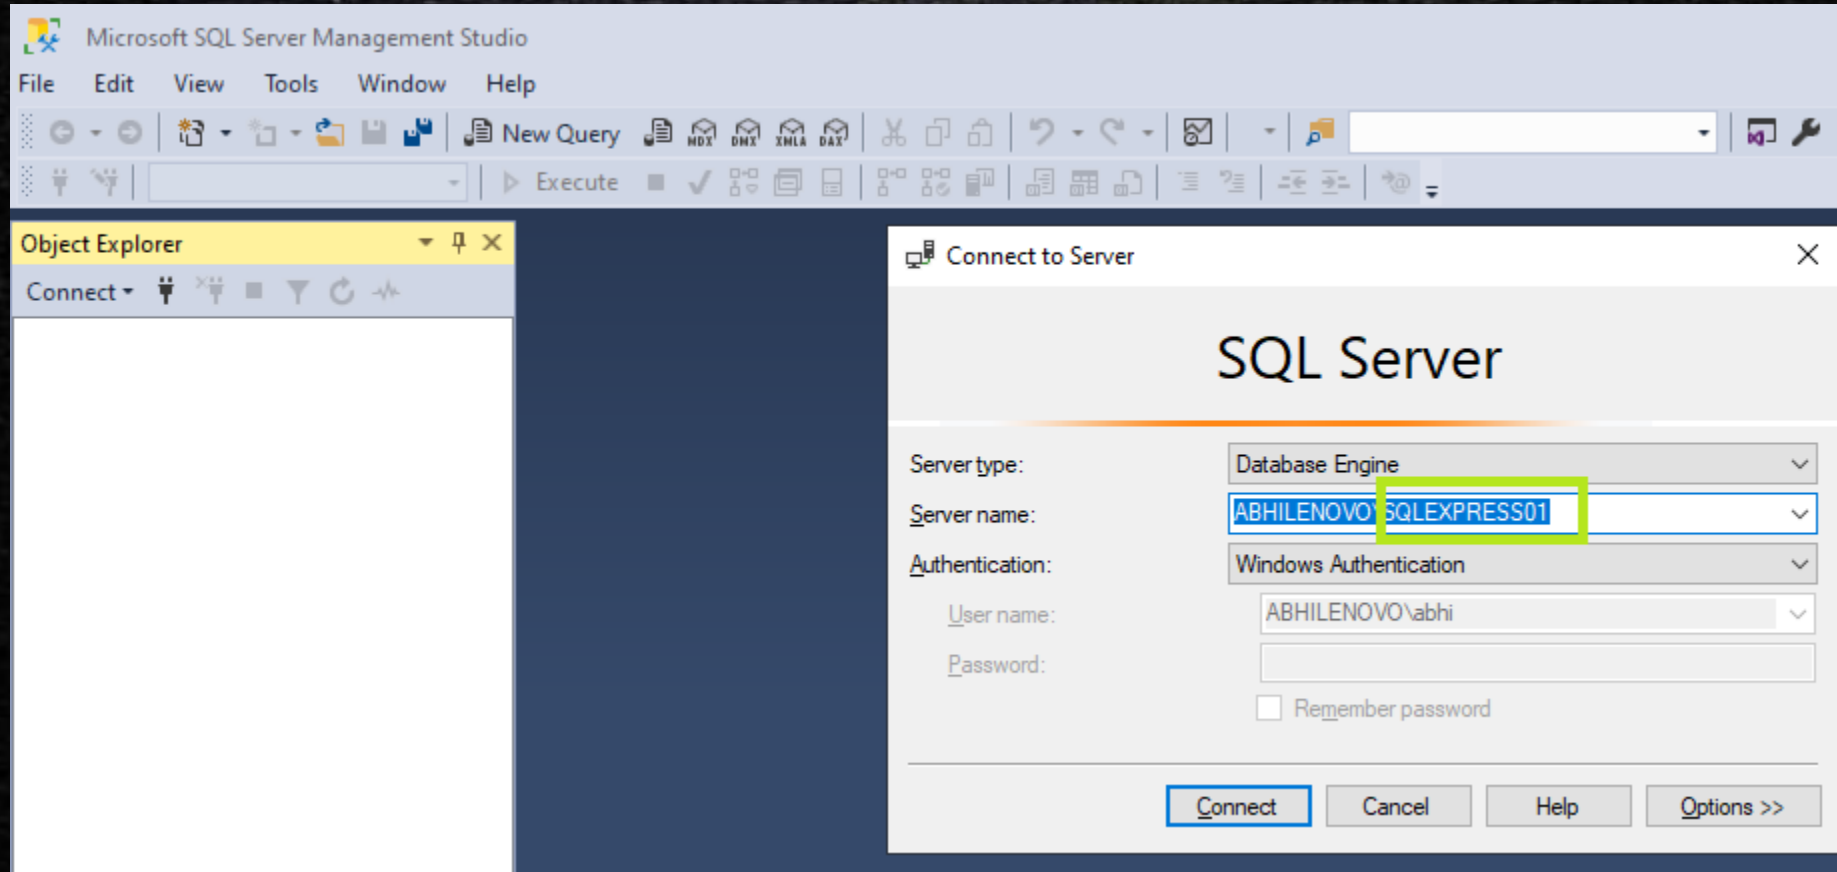 Microsoft SQL Server Management Studio
File Edit View Tools Window Help
New Query MDX DMX XMLA DAX
Execute
Object Explorer
Connect
Connect to Server
SQL Server
Server type: Database Engine
Server name: ABHILENOVO\SQLEXPRESS01
Authentication: Windows Authentication
User name: ABHILENOVO\abhi
Password:
Remember password
Connect Cancel Help Options >>